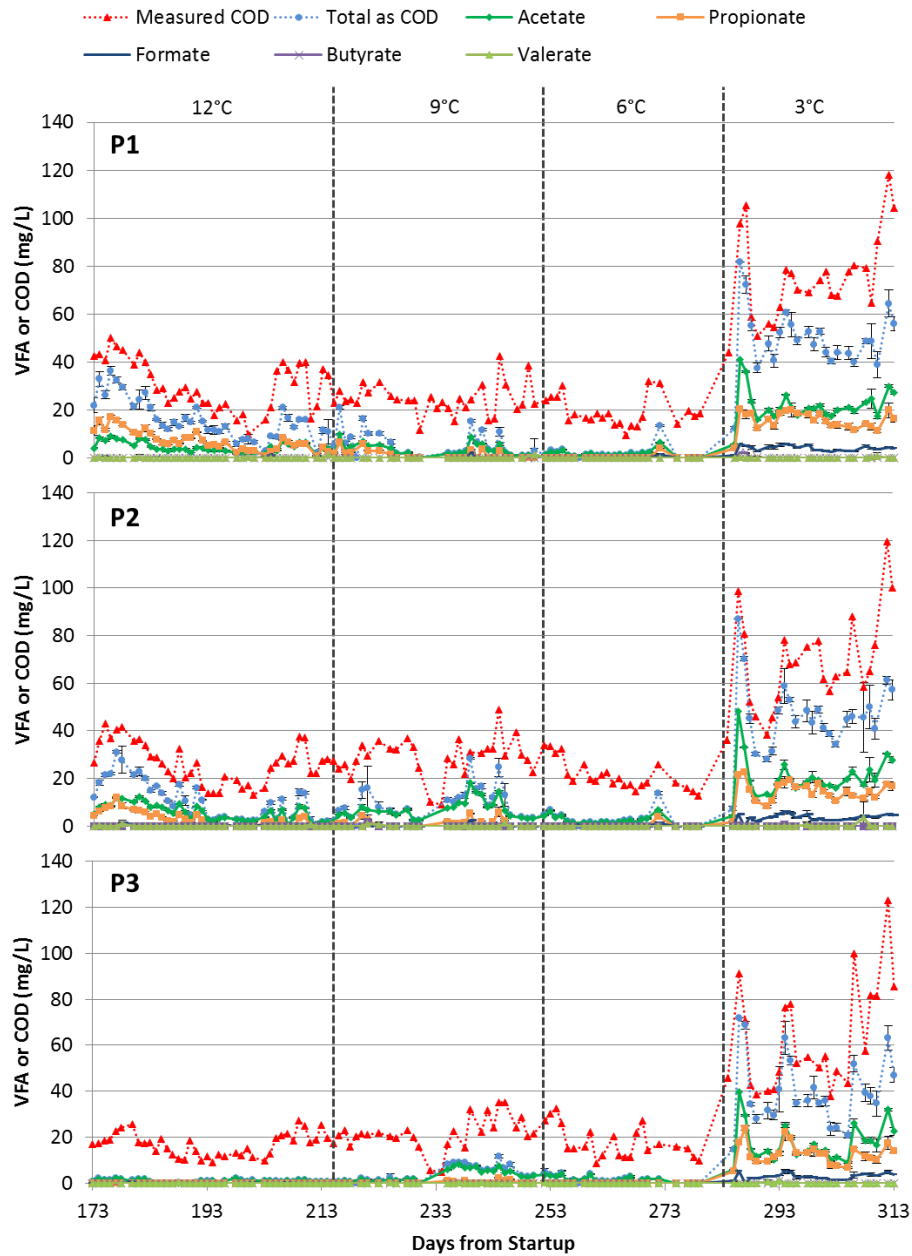 Measured COD Total as COD Acetate Propionate
Formate Butyrate Valerate
12°C 9°C 6°C 3°C
P1
140
120
100
80
60
40
20
0
VFA or COD (mg/L)
P2
140
120
100
80
60
40
20
0
VFA or COD (mg/L)
P3
140
120
100
80
60
40
20
0
VFA or COD (mg/L)
173 193 213 233 253 273 293 313
Days from Startup